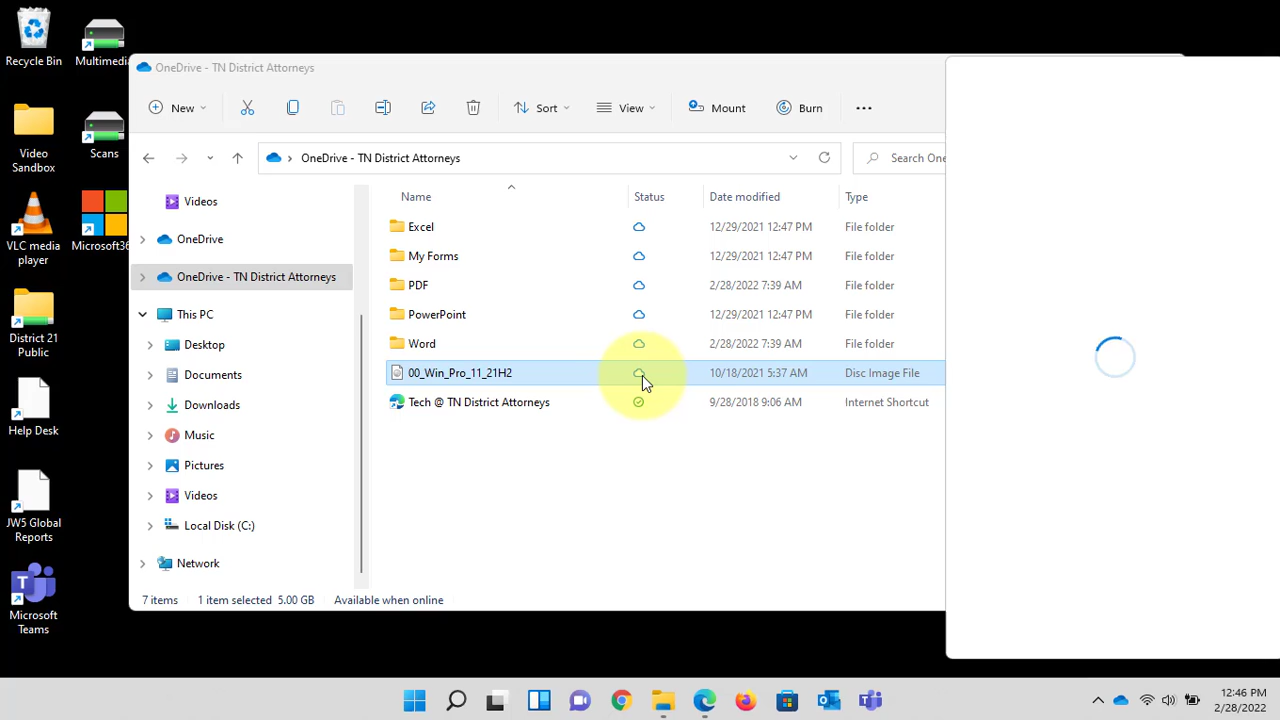 Recycle Bin
Multimedia
Video
Sandbox
Scans
VLC media
player
Microsoft36
District 21
Public
Help Desk
JW5 Global
Reports
Microsoft
Teams
OneDrive - TN District Attorneys
New
Sort
View
Mount
Burn
OneDrive - TN District Attorneys
Search One
Name
Status
Date modified
Type
Videos
OneDrive
OneDrive - TN District Attorneys
This PC
Desktop
Documents
Downloads
Music
Pictures
Videos
Local Disk (C:)
Network
Excel 12/29/2021 12:47 PM File folder
My Forms 12/29/2021 12:47 PM File folder
PDF 2/28/2022 7:39 AM File folder
PowerPoint 12/29/2021 12:47 PM File folder
Word 2/28/2022 7:39 AM File folder
00_Win_Pro_11_21H2 10/18/2021 5:37 AM Disc Image File
Tech @ TN District Attorneys 9/28/2018 9:06 AM Internet Shortcut
7 items 1 item selected 5.00 GB Available when online
12:46 PM
2/28/2022